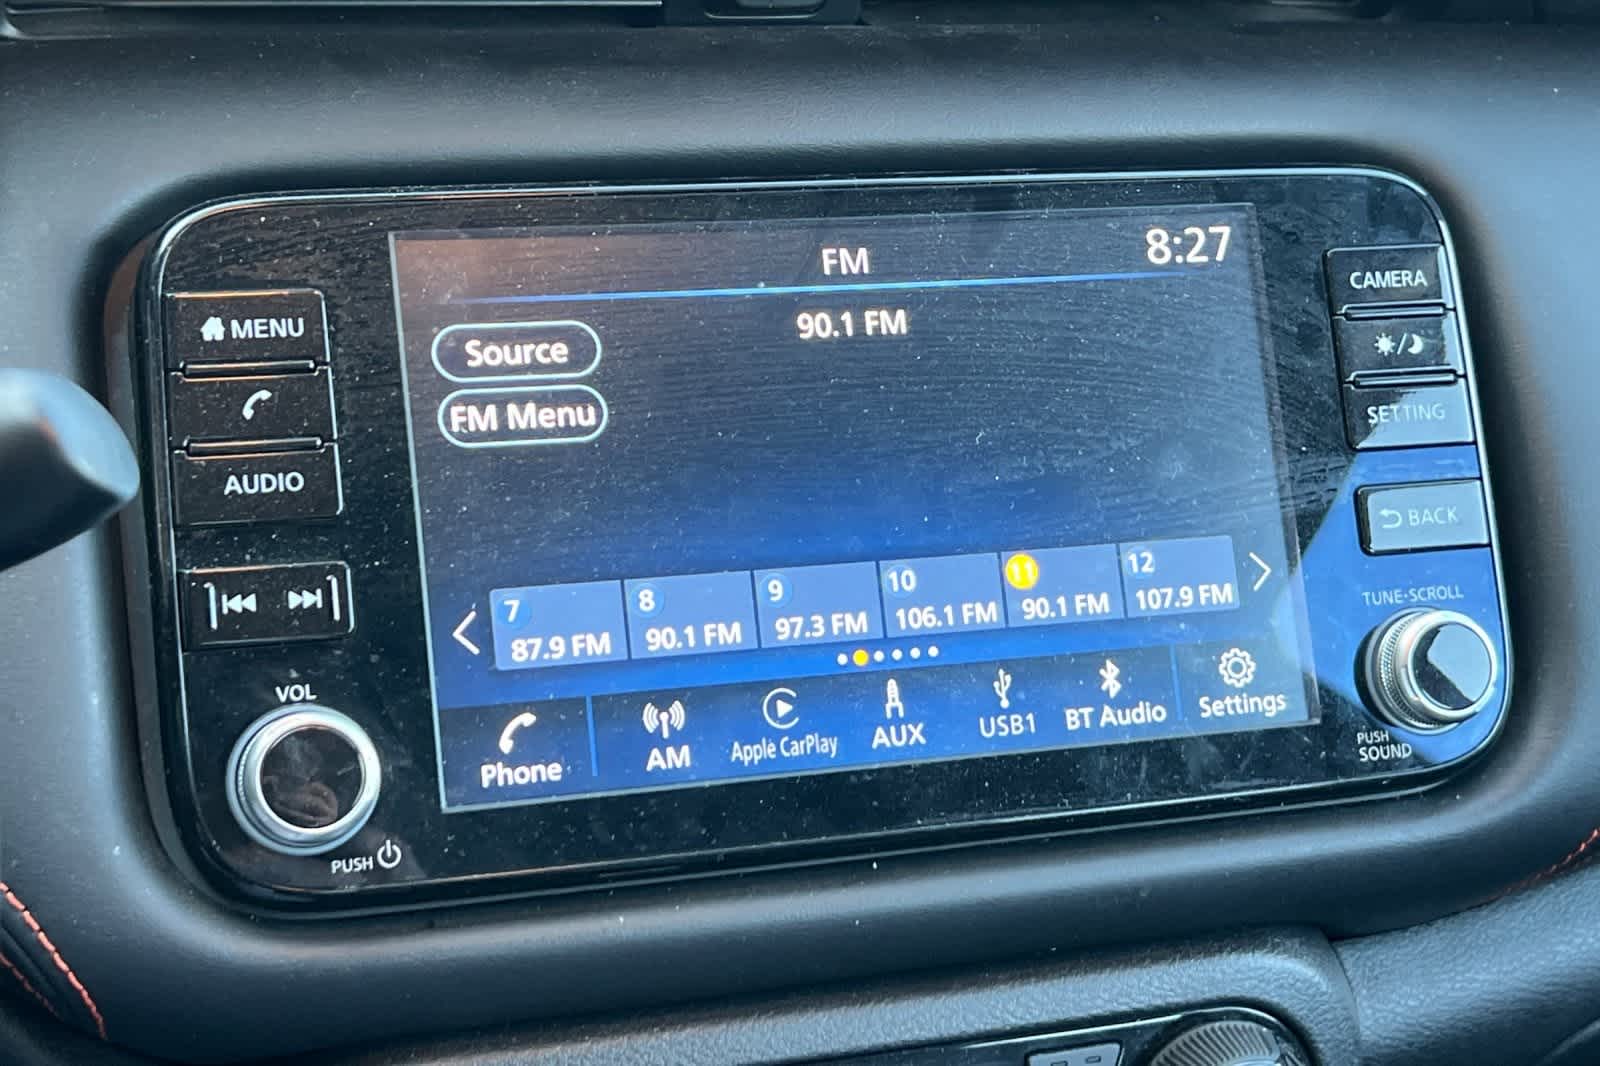 FM
8:27
90.1 FM
Source
FM Menu
7
87.9 FM
8
90.1 FM
9
97.3 FM
10
106.1 FM
11
90.1 FM
12
107.9 FM
Phone
AM
Apple CarPlay
AUX
USB1
BT Audio
Settings
MENU
AUDIO
VOL
PUSH
CAMERA
SETTING
BACK
TUNE·SCROLL
PUSH
SOUND